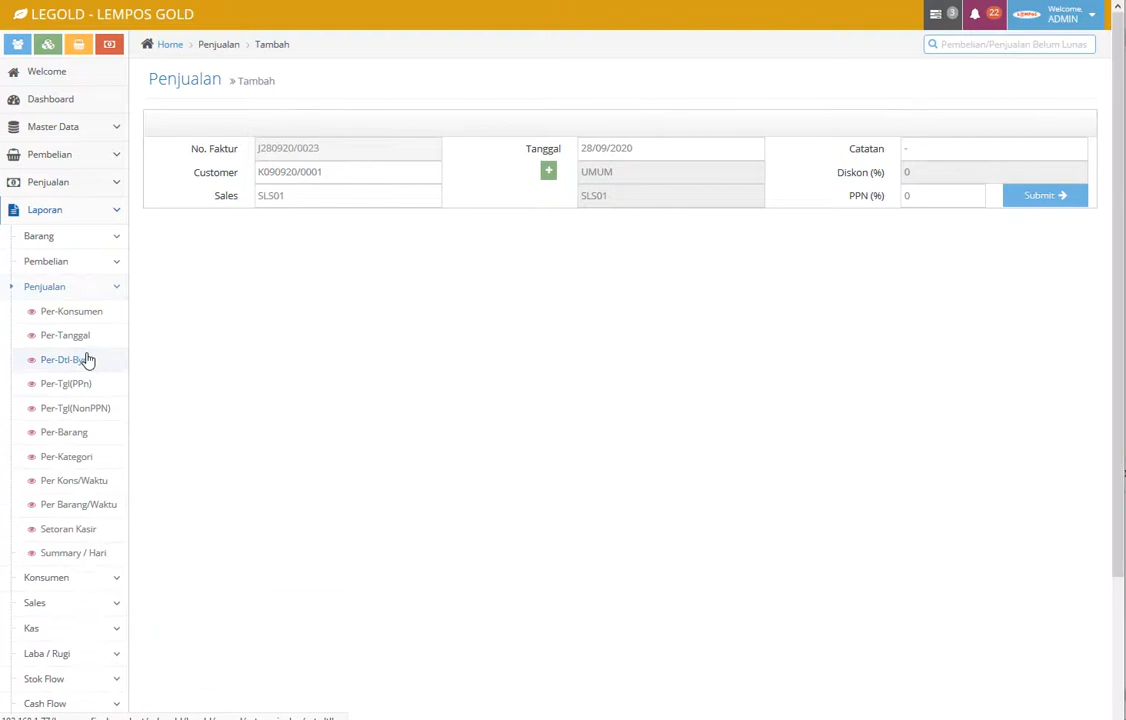 LEGOLD - LEMPOS GOLD
3
22
LEMPOS
Welcome,
ADMIN
Home
Penjualan
Tambah
Pembelian/Penjualan Belum Lunas
Welcome
Dashboard
Master Data
Pembelian
Penjualan
Laporan
Barang
Pembelian
Penjualan
Per-Konsumen
Per-Tanggal
Per-Tgl(PPn)
Per-Tgl(NonPPN)
Per-Barang
Per-Kategori
Per Kons/Waktu
Per Barang/Waktu
Setoran Kasir
Summary / Hari
Konsumen
Sales
Kas
Laba / Rugi
Stok Flow
Cash Flow
Penjualan » Tambah
No. Faktur J280920/0023 Tanggal 28/09/2020 Catatan -
Customer K090920/0001 + UMUM Diskon (%) 0
Sales SLS01 SLS01 PPN (%) 0 Submit